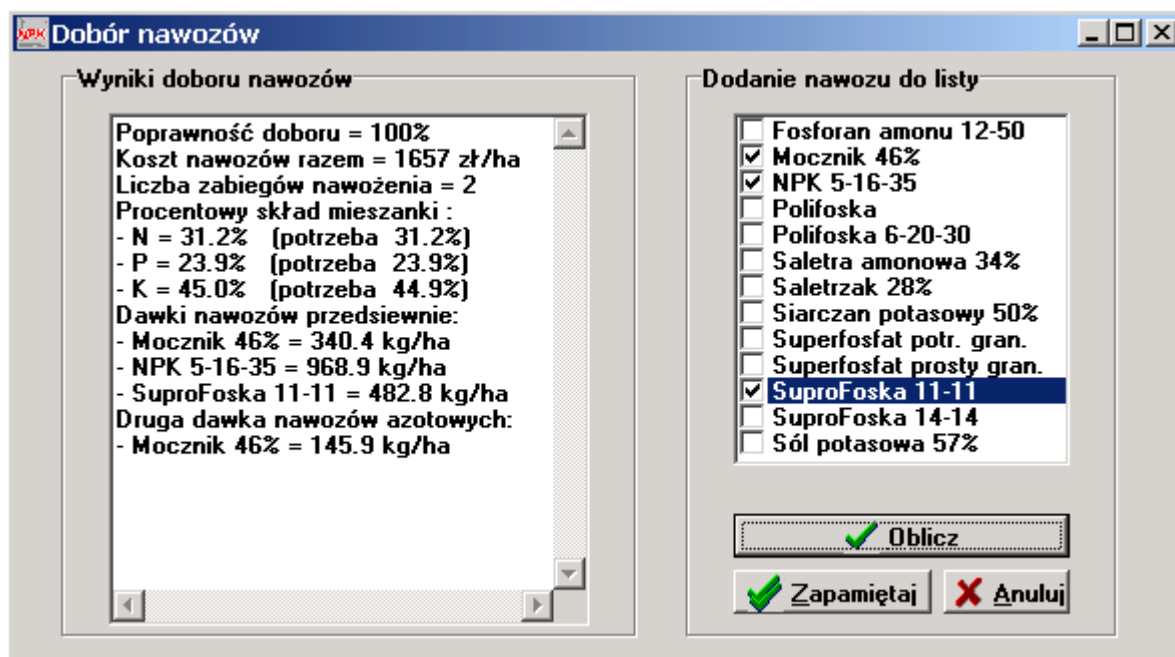 NPK Dobór nawozów
Wyniki doboru nawozów
Poprawność doboru = 100%
Koszt nawozów razem = 1657 zł/ha
Liczba zabiegów nawożenia = 2
Procentowy skład mieszanki :
- N = 31.2% (potrzeba 31.2%)
- P = 23.9% (potrzeba 23.9%)
- K = 45.0% (potrzeba 44.9%)
Dawki nawozów przedsiewnie:
- Mocznik 46% = 340.4 kg/ha
- NPK 5-16-35 = 968.9 kg/ha
- SuproFoska 11-11 = 482.8 kg/ha
Druga dawka nawozów azotowych:
- Mocznik 46% = 145.9 kg/ha
Dodanie nawozu do listy
Fosforan amonu 12-50
Mocznik 46%
NPK 5-16-35
Polifoska
Polifoska 6-20-30
Saletra amonowa 34%
Saletrzak 28%
Siarczan potasowy 50%
Superfosfat potr. gran.
Superfosfat prosty gran.
SuproFoska 11-11
SuproFoska 14-14
Sól potasowa 57%
Oblicz
Zapamiętaj
Anuluj